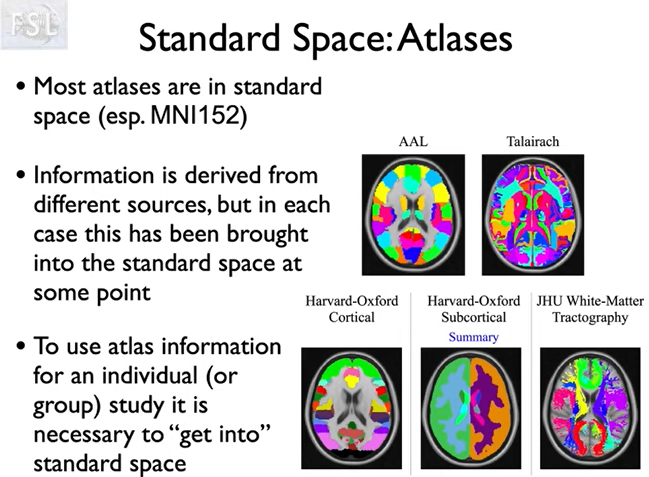 FSL
Standard Space: Atlases
• Most atlases are in standard
space (esp. MNI152)
• Information is derived from
different sources, but in each
case this has been brought
into the standard space at
some point
• To use atlas information
for an individual (or
group) study it is
necessary to “get into”
standard space
AAL
Talairach
Harvard-Oxford
Cortical
Harvard-Oxford
Subcortical
Summary
JHU White-Matter
Tractography